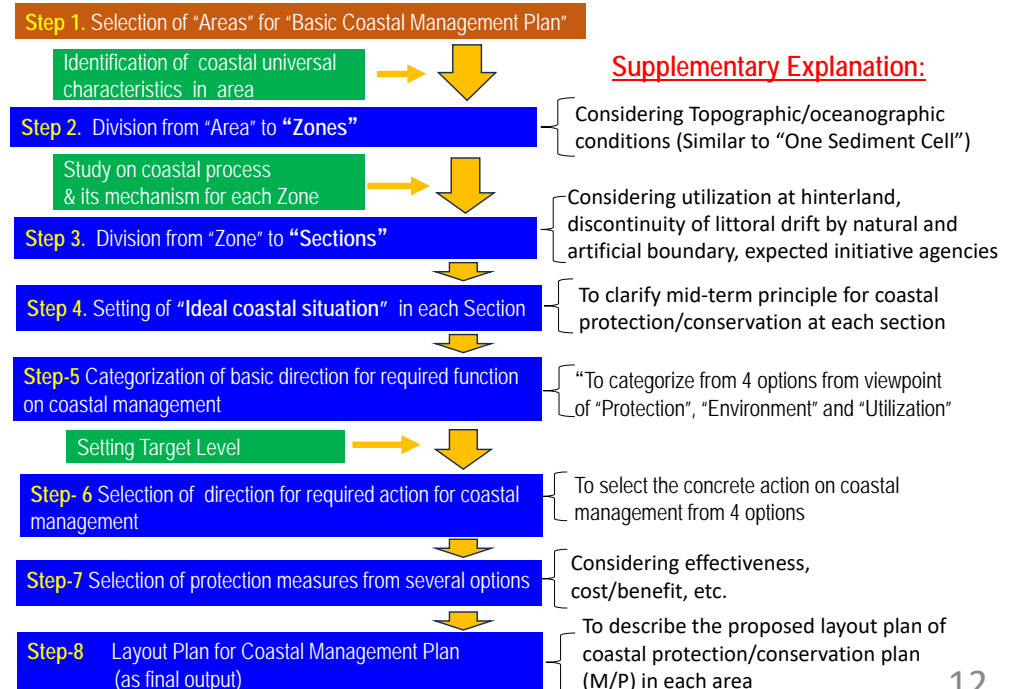 Step 1. Selection of “Areas” for “Basic Coastal Management Plan”
Identification of coastal universal
characteristics in area
Supplementary Explanation:
Step 2. Division from “Area” to “Zones”
Considering Topographic/oceanographic
conditions (Similar to “One Sediment Cell”)
Study on coastal process
& its mechanism for each Zone
Step 3. Division from “Zone” to “Sections”
Considering utilization at hinterland,
discontinuity of littoral drift by natural and
artificial boundary, expected initiative agencies
Step 4. Setting of “Ideal coastal situation” in each Section
To clarify mid-term principle for coastal
protection/conservation at each section
Step-5 Categorization of basic direction for required function
on coastal management
“To categorize from 4 options from viewpoint
of “Protection”, “Environment” and “Utilization”
Setting Target Level
Step- 6 Selection of direction for required action for coastal
management
To select the concrete action on coastal
management from 4 options
Step-7 Selection of protection measures from several options
Considering effectiveness,
cost/benefit, etc.
Step-8 Layout Plan for Coastal Management Plan
(as final output)
To describe the proposed layout plan of
coastal protection/conservation plan
(M/P) in each area
12